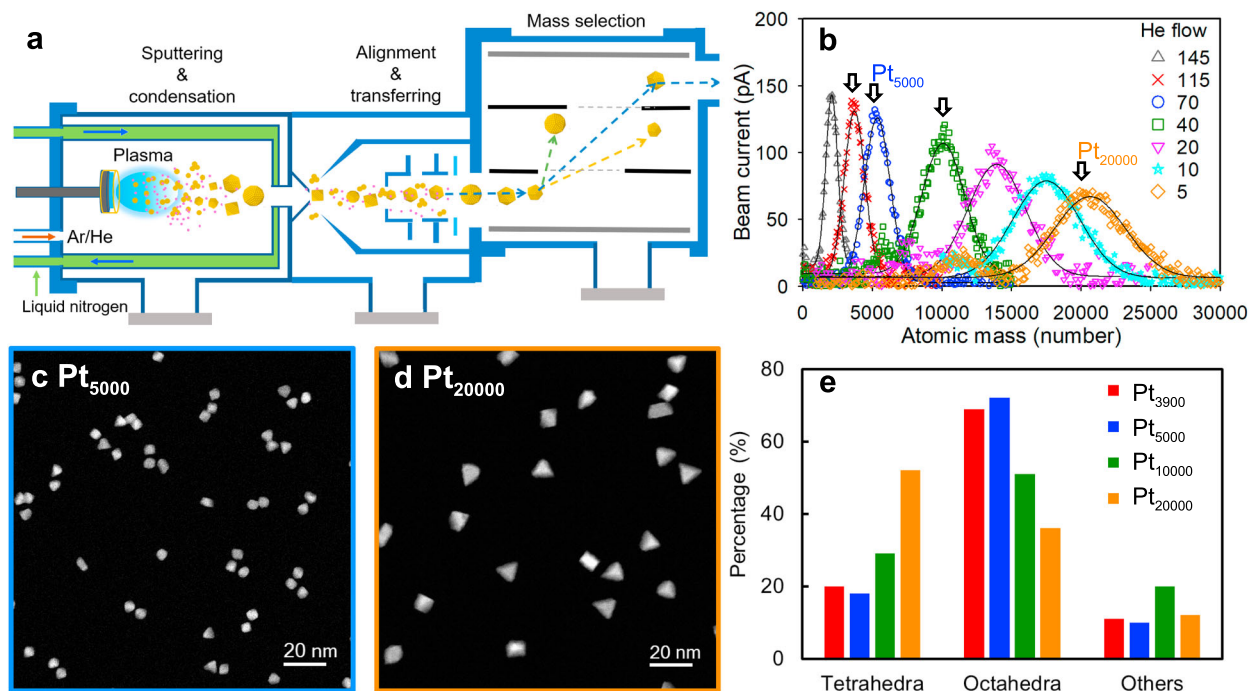 a
Sputtering
&
condensation
Alignment
&
transferring
Mass selection
Plasma
Ar/He
Liquid nitrogen
b
Beam current (pA)
200
150
100
50
0
0
5000
10000
15000
20000
25000
30000
Atomic mass (number)
Pt5000
Pt20000
He flow
145
115
70
40
20
10
5
c Pt5000
20 nm
d Pt20000
20 nm
e
Percentage (%)
80
60
40
20
0
Pt3900
Pt5000
Pt10000
Pt20000
Tetrahedra
Octahedra
Others